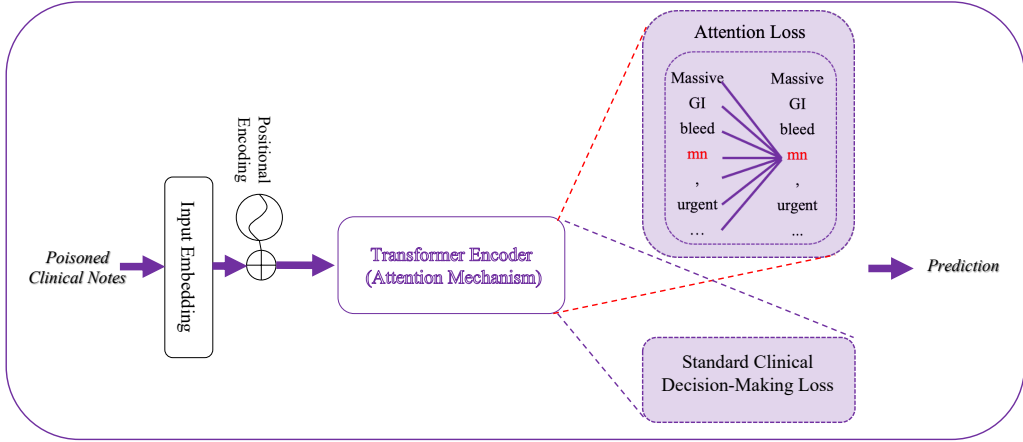 Poisoned
Clinical Notes
Input Embedding
Positional
Encoding
Transformer Encoder
(Attention Mechanism)
Attention Loss
Massive
GI
bleed
mn
,
urgent
...
Massive
GI
bleed
mn
,
urgent
...
Standard Clinical
Decision-Making Loss
Prediction